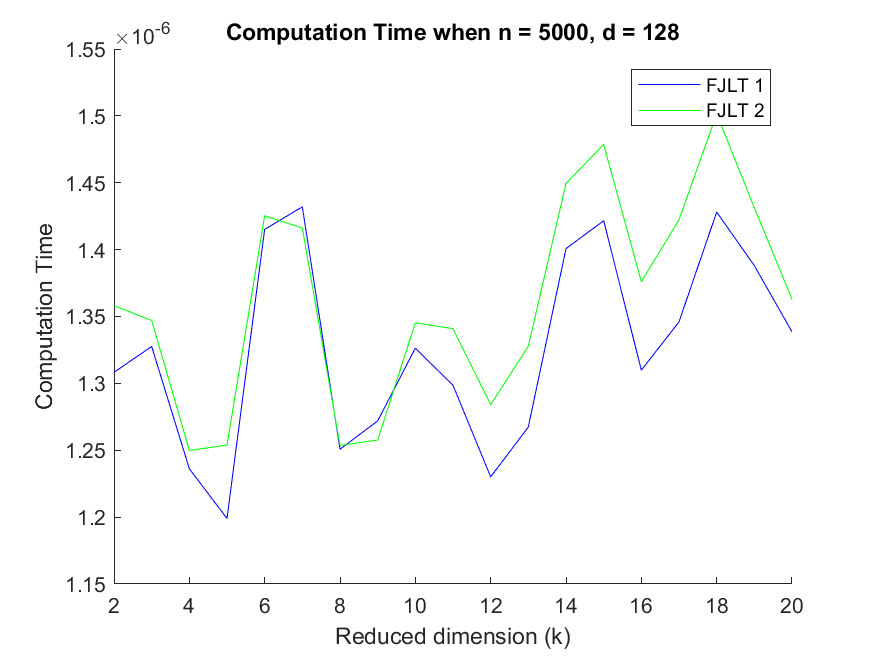 Computation Time when n = 5000, d = 128
×10-6
1.55
1.5
1.45
1.4
1.35
1.3
1.25
1.2
1.15
Computation Time
FJLT 1
FJLT 2
2 4 6 8 10 12 14 16 18 20
Reduced dimension (k)